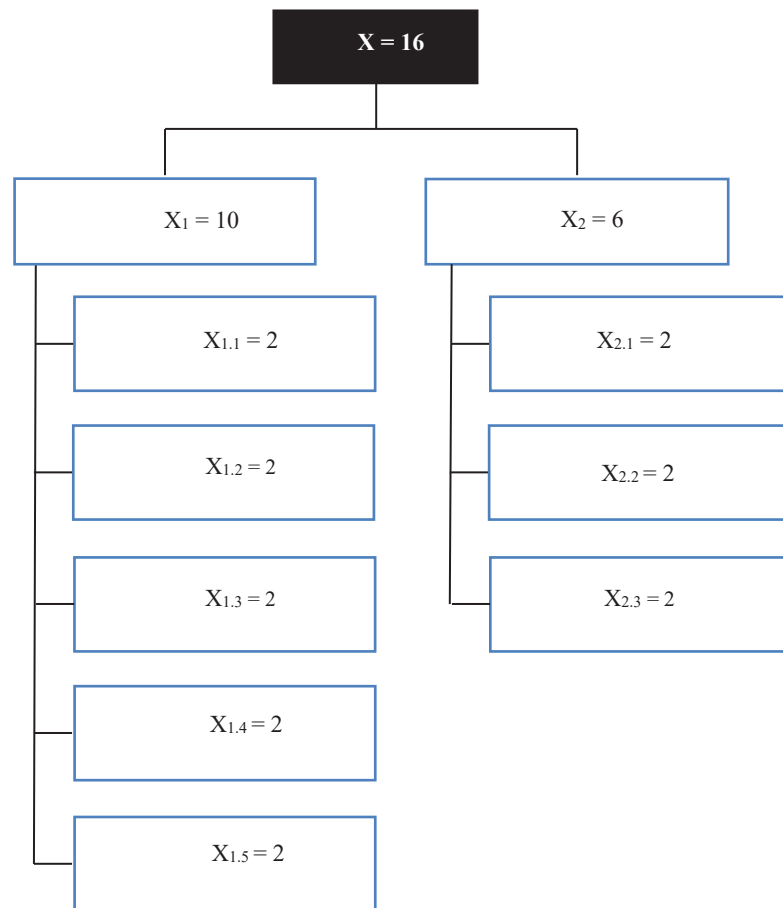 X = 16
X₁ = 10
X₂ = 6
X₁.₁ = 2
X₂.₁ = 2
X₁.₂ = 2
X₂.₂ = 2
X₁.₃ = 2
X₂.₃ = 2
X₁.₄ = 2
X₁.₅ = 2